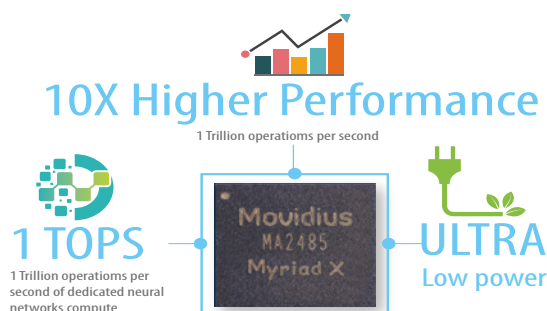 10X Higher Performance
1 Trillion operatioms per second
1 TOPS
1 Trillion operatioms per
second of dedicated neural
networks compute
Movidius
MA2485
Myriad X
ULTRA
Low power